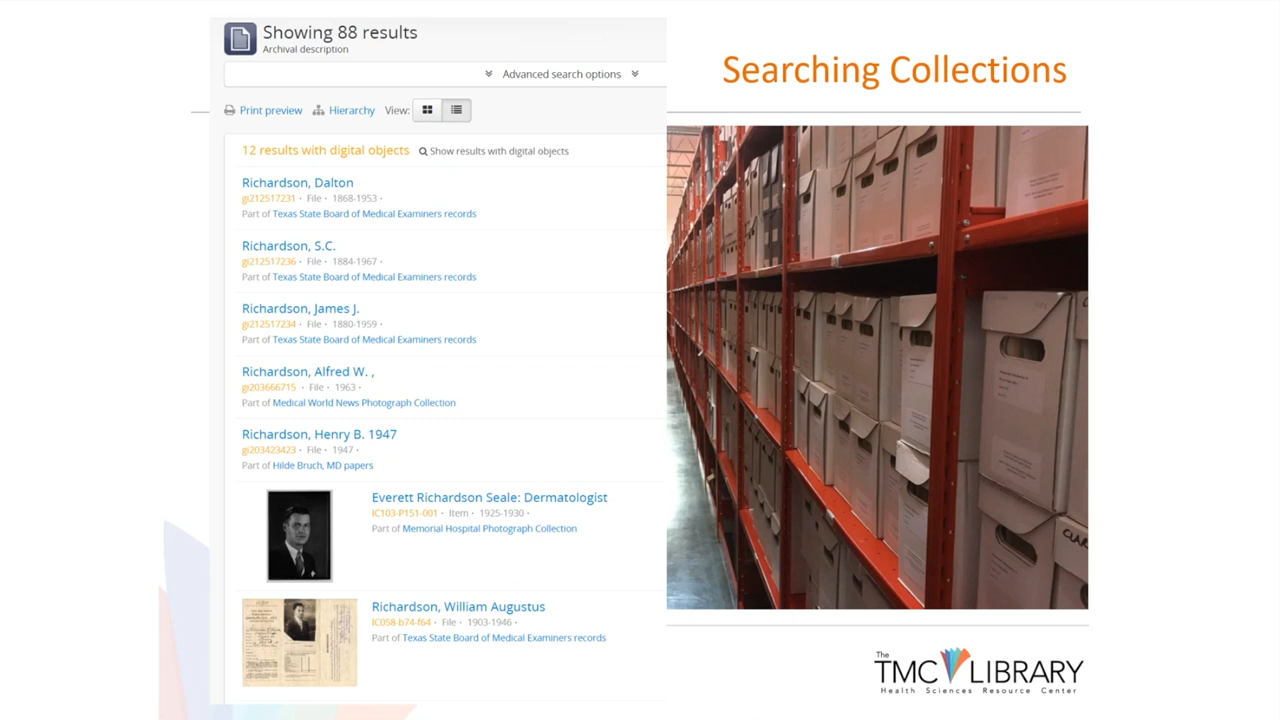 Showing 88 results
Archival description
Advanced search options
Print preview Hierarchy View:
12 results with digital objects Show results with digital objects
Richardson, Dalton
gi212517231 · File · 1868-1953 ·
Part of Texas State Board of Medical Examiners records
Richardson, S.C.
gi212517236 · File · 1884-1967 ·
Part of Texas State Board of Medical Examiners records
Richardson, James J.
gi212517234 · File · 1880-1959 ·
Part of Texas State Board of Medical Examiners records
Richardson, Alfred W. ,
gi203666715 · File · 1963 ·
Part of Medical World News Photograph Collection
Richardson, Henry B. 1947
gi203423423 · File · 1947 ·
Part of Hilde Bruch, MD papers
Everett Richardson Seale: Dermatologist
IC103-P151-001 · Item · 1925-1930 ·
Part of Memorial Hospital Photograph Collection
Richardson, William Augustus
IC058-b74-f64 · File · 1903-1946 ·
Part of Texas State Board of Medical Examiners records
Searching Collections
The
TMC LIBRARY
Health Sciences Resource Center